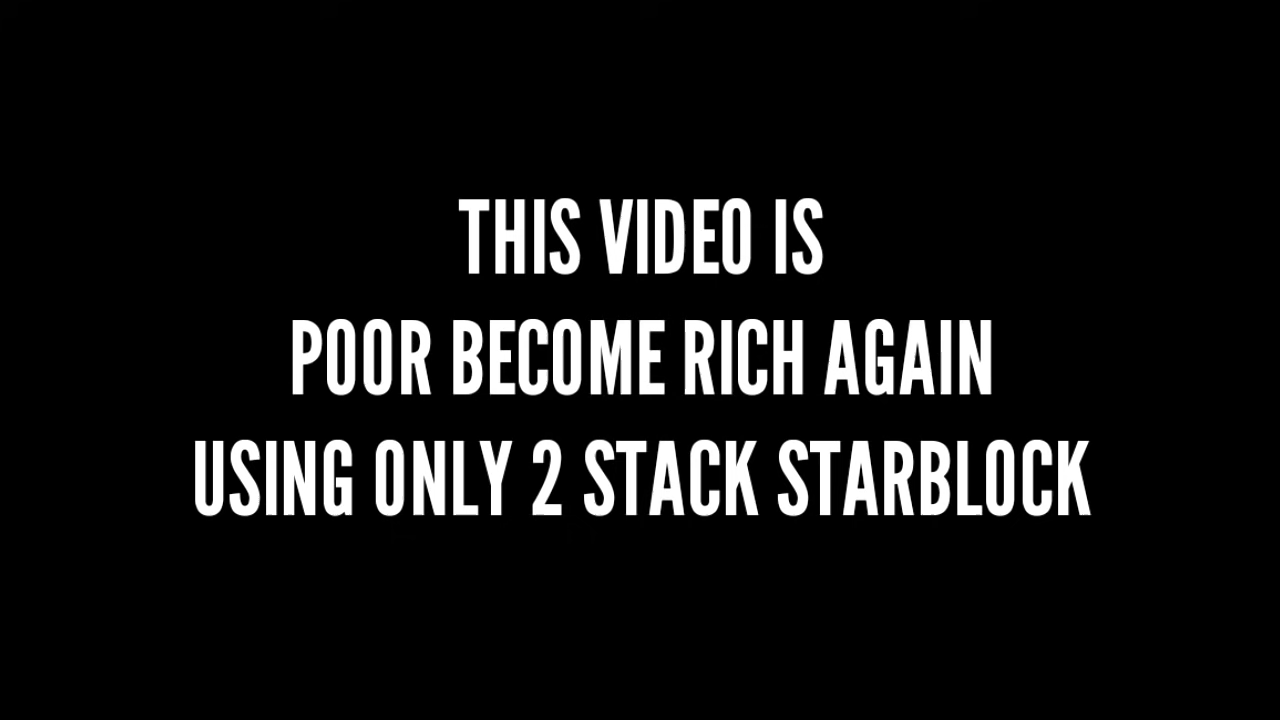 THIS VIDEO IS
POOR BECOME RICH AGAIN
USING ONLY 2 STACK STARBLOCK